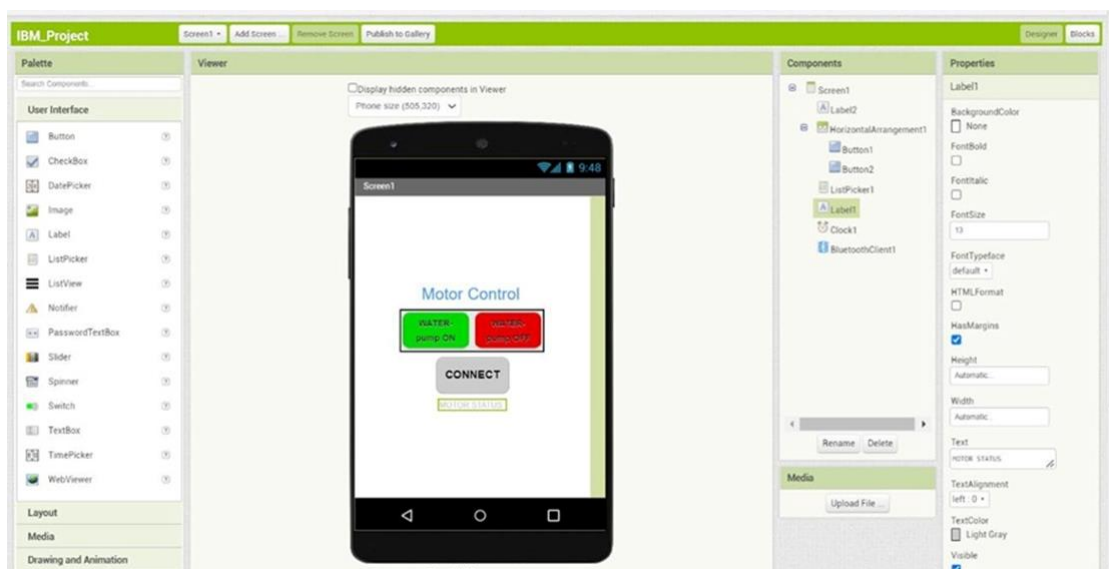 IBM_Project
Screen1
Add Screen ...
Remove Screen
Publish to Gallery
Designer
Blocks
Palette
Search Components...
User Interface
Button
CheckBox
DatePicker
Image
Label
ListPicker
ListView
Notifier
PasswordTextBox
Slider
Spinner
Switch
TextBox
TimePicker
WebViewer
Layout
Media
Drawing and Animation
Viewer
Display hidden components in Viewer
Phone size (505,320)
9:48
Screen1
Motor Control
WATER-
pump ON
WATER-
pump OFF
CONNECT
MOTOR STATUS
Components
Screen1
Label2
HorizontalArrangement1
Button1
Button2
ListPicker1
Label1
Clock1
BluetoothClient1
Rename
Delete
Media
Upload File ...
Properties
Label1
BackgroundColor
None
FontBold
FontItalic
FontSize
13
FontTypeface
default
HTMLFormat
HasMargins
Height
Automatic...
Width
Automatic...
Text
MOTOR STATUS
TextAlignment
left : 0
TextColor
Light Gray
Visible